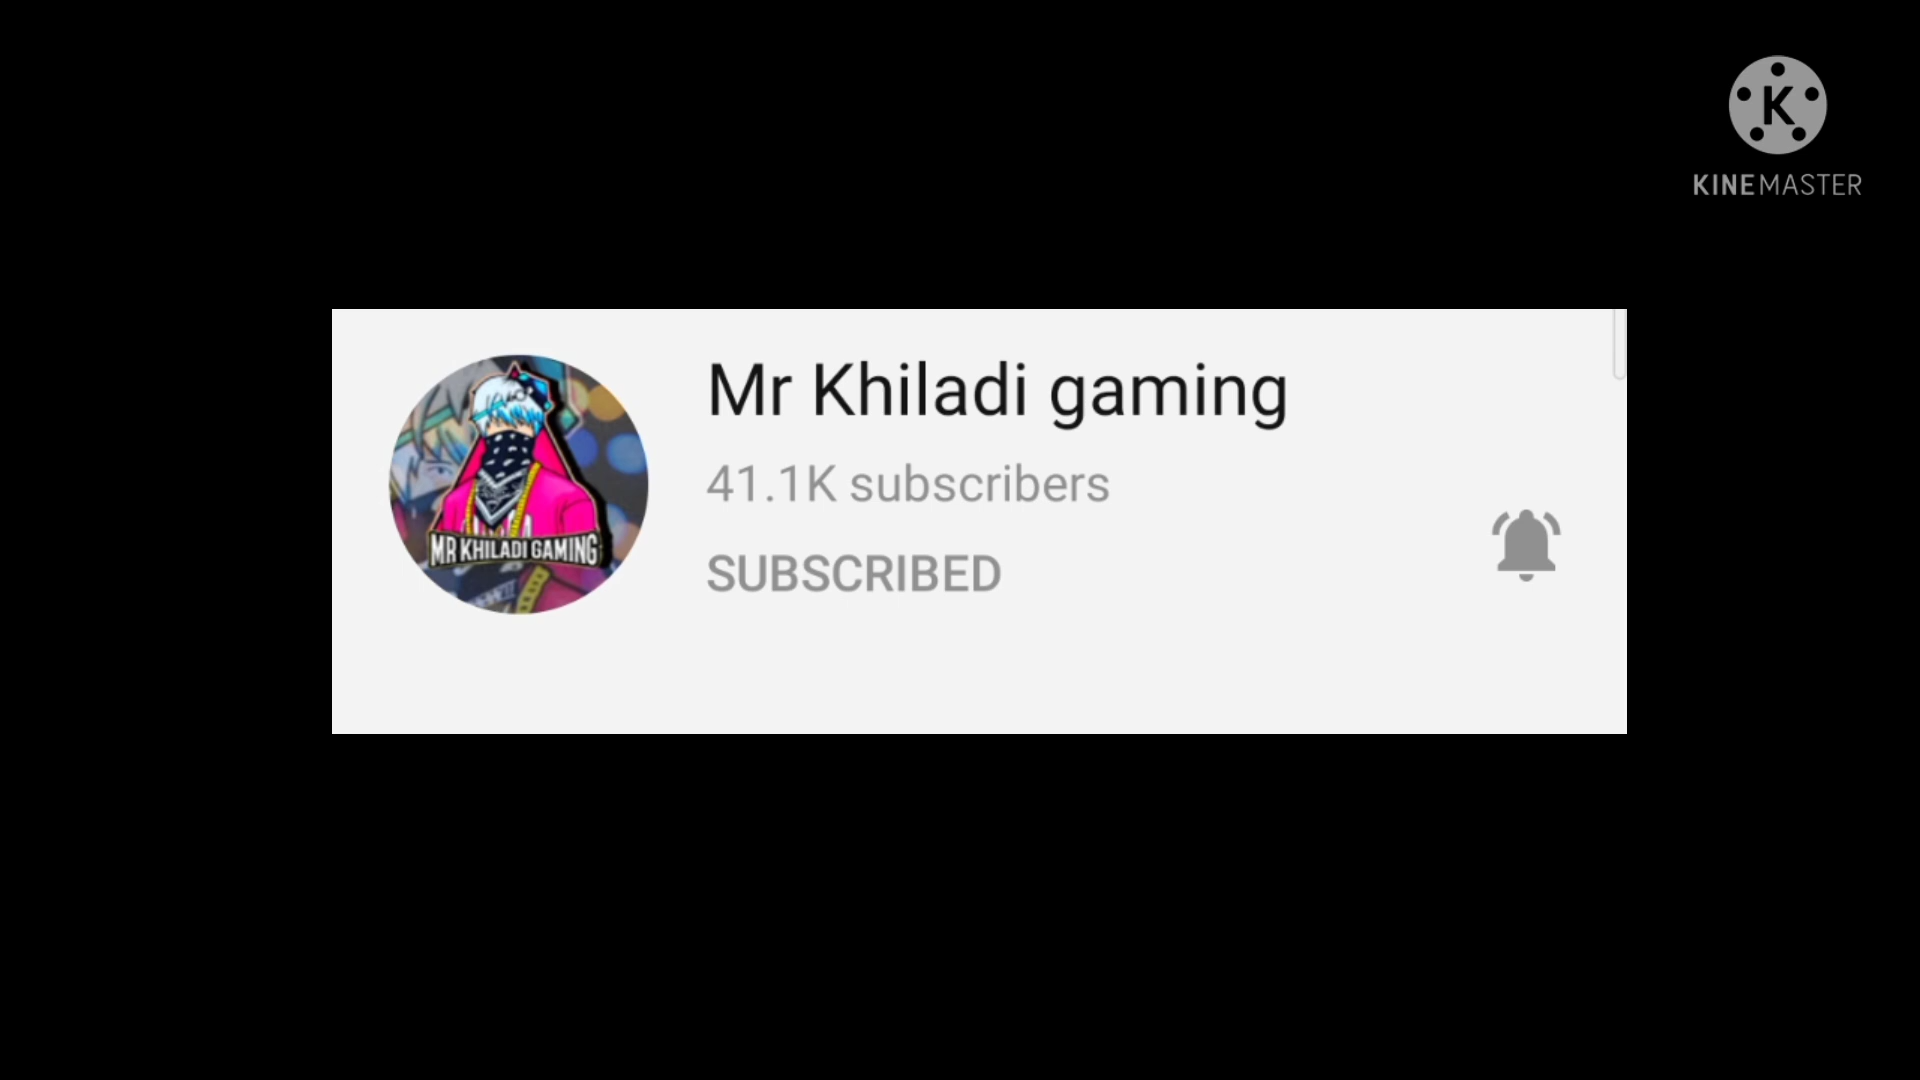 K
KINEMASTER
Mr Khiladi gaming
41.1K subscribers
SUBSCRIBED
MR KHILADI GAMING